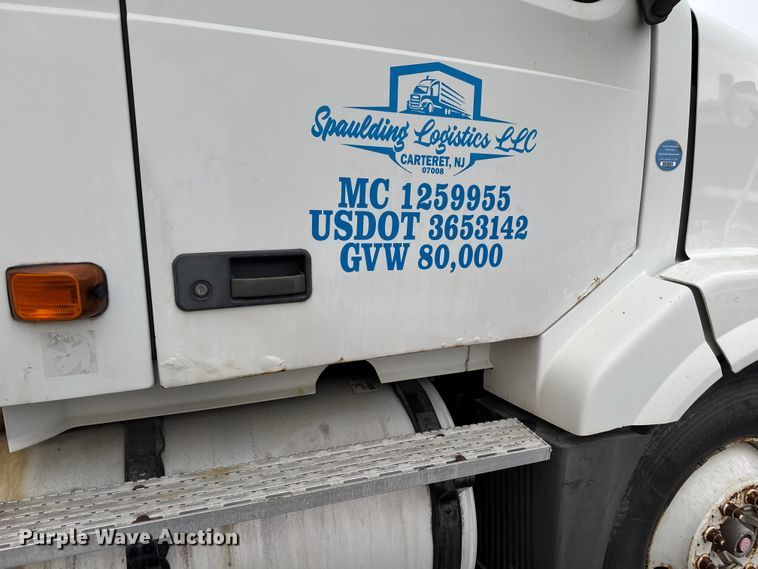 Spaulding Logistics LLC
CARTERET, NJ
07008
MC 1259955
USDOT 3653142
GVW 80,000
Purple Wave Auction